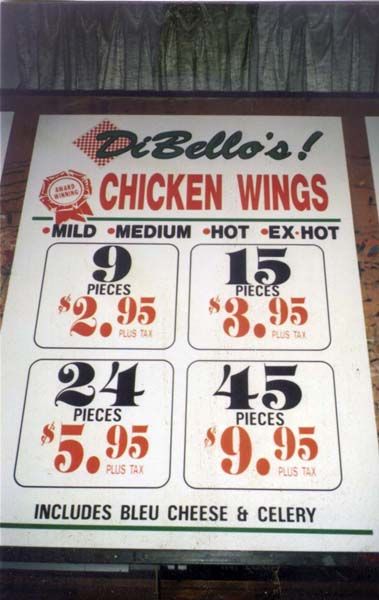 DiBello's!
AWARD
WINNING
CHICKEN WINGS
•MILD •MEDIUM •HOT •EX-HOT
9
PIECES
$2.95
PLUS TAX
15
PIECES
$3.95
PLUS TAX
24
PIECES
$5.95
PLUS TAX
45
PIECES
$9.95
PLUS TAX
INCLUDES BLEU CHEESE & CELERY